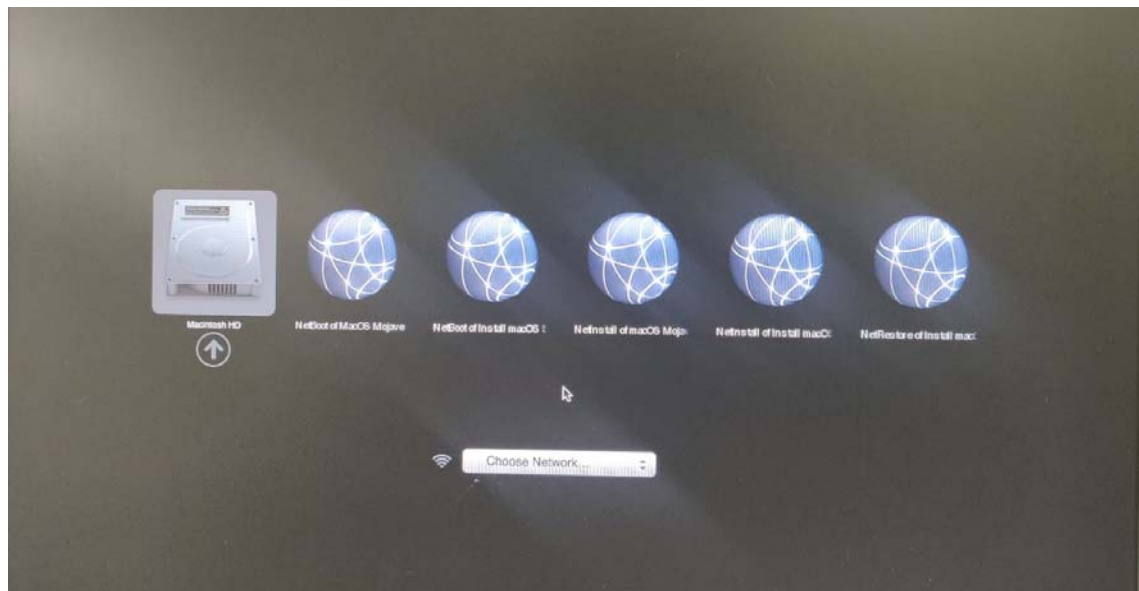 Macintosh HD
NetBoot of MacOS Mojave
NetBoot of Install macOS
NetInstall of macOS Moja
NetInstall of Install macO
NetRestore of Install mac
Choose Network...